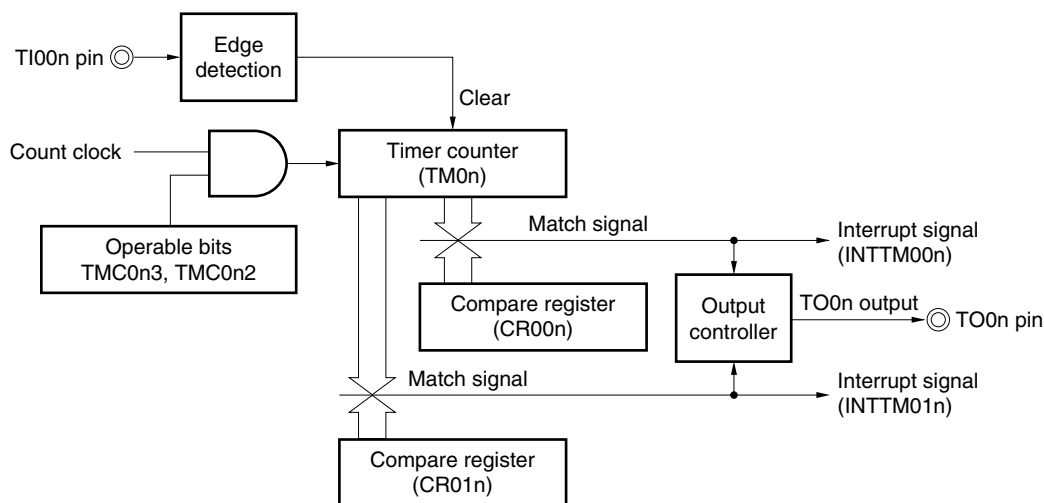 TI00n pin
Edge
detection
Clear
Count clock
Timer counter
(TM0n)
Operable bits
TMC0n3, TMC0n2
Match signal
Interrupt signal
(INTTM00n)
Compare register
(CR00n)
Output
controller
TO0n output
TO0n pin
Match signal
Interrupt signal
(INTTM01n)
Compare register
(CR01n)